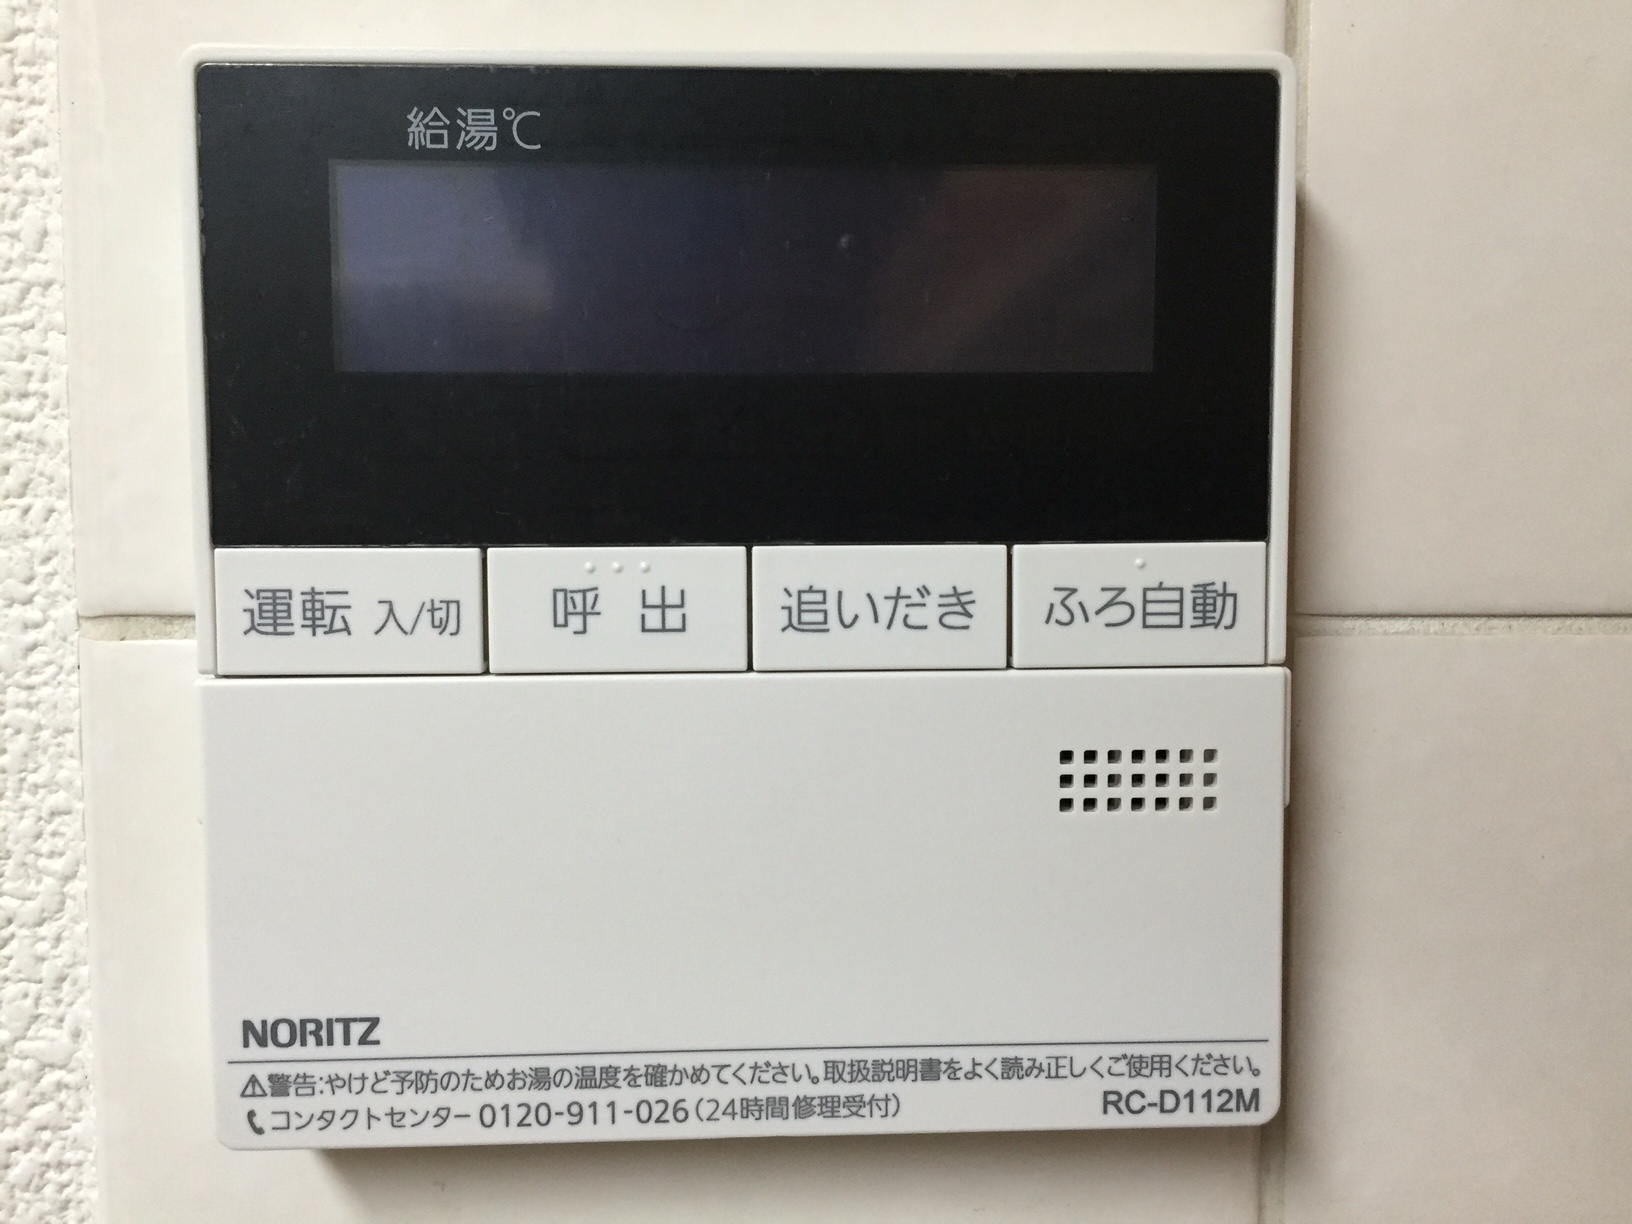 給湯℃
運転 入/切 呼 出 追いだき ふろ自動
NORITZ
⚠警告:やけど予防のためお湯の温度を確かめてください。取扱説明書をよく読み正しくご使用ください。
コンタクトセンター 0120-911-026(24時間修理受付) RC-D112M